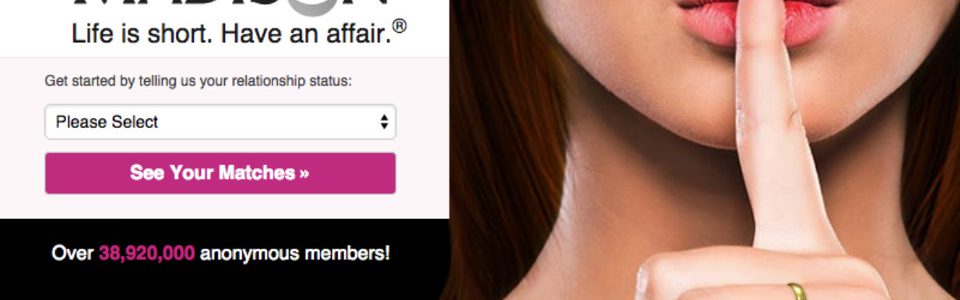 MADISON
Life is short. Have an affair.®
Get started by telling us your relationship status:
Please Select
See Your Matches »
Over 38,920,000 anonymous members!